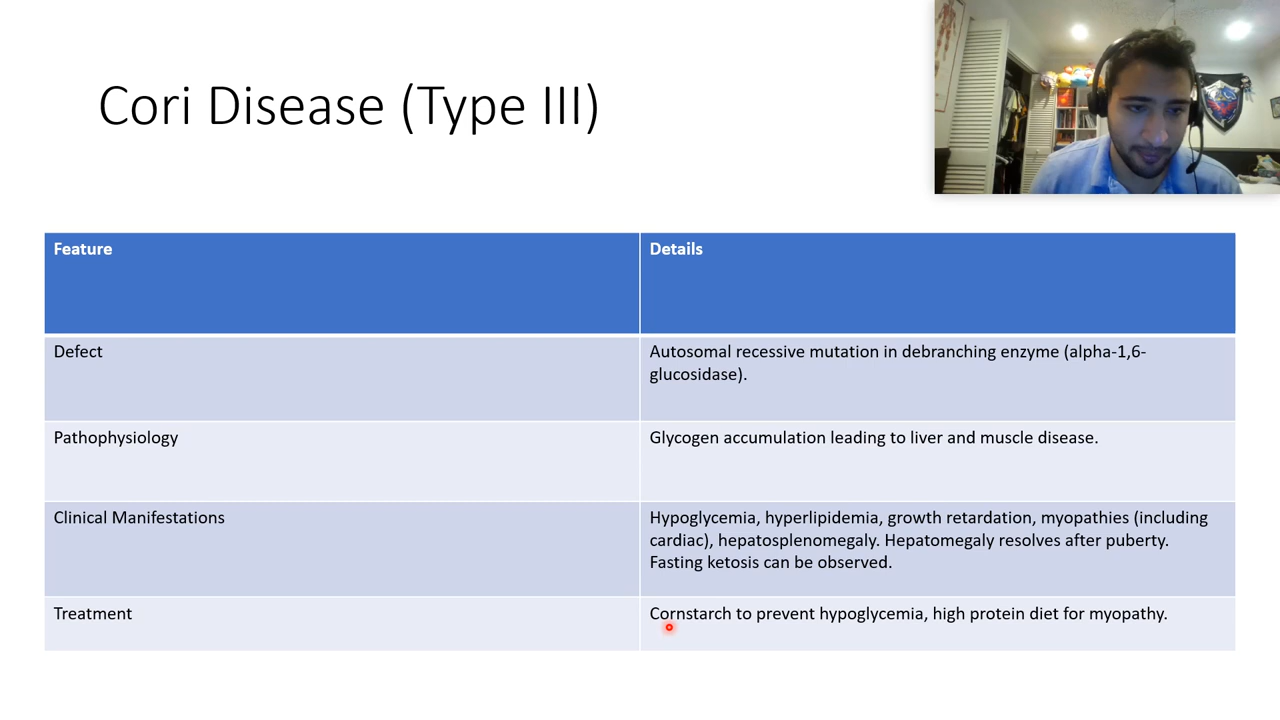 Cori Disease (Type III)
Feature
Details
Defect
Autosomal recessive mutation in debranching enzyme (alpha-1,6-
glucosidase).
Pathophysiology
Glycogen accumulation leading to liver and muscle disease.
Clinical Manifestations
Hypoglycemia, hyperlipidemia, growth retardation, myopathies (including
cardiac), hepatosplenomegaly. Hepatomegaly resolves after puberty.
Fasting ketosis can be observed.
Treatment
Cornstarch to prevent hypoglycemia, high protein diet for myopathy.